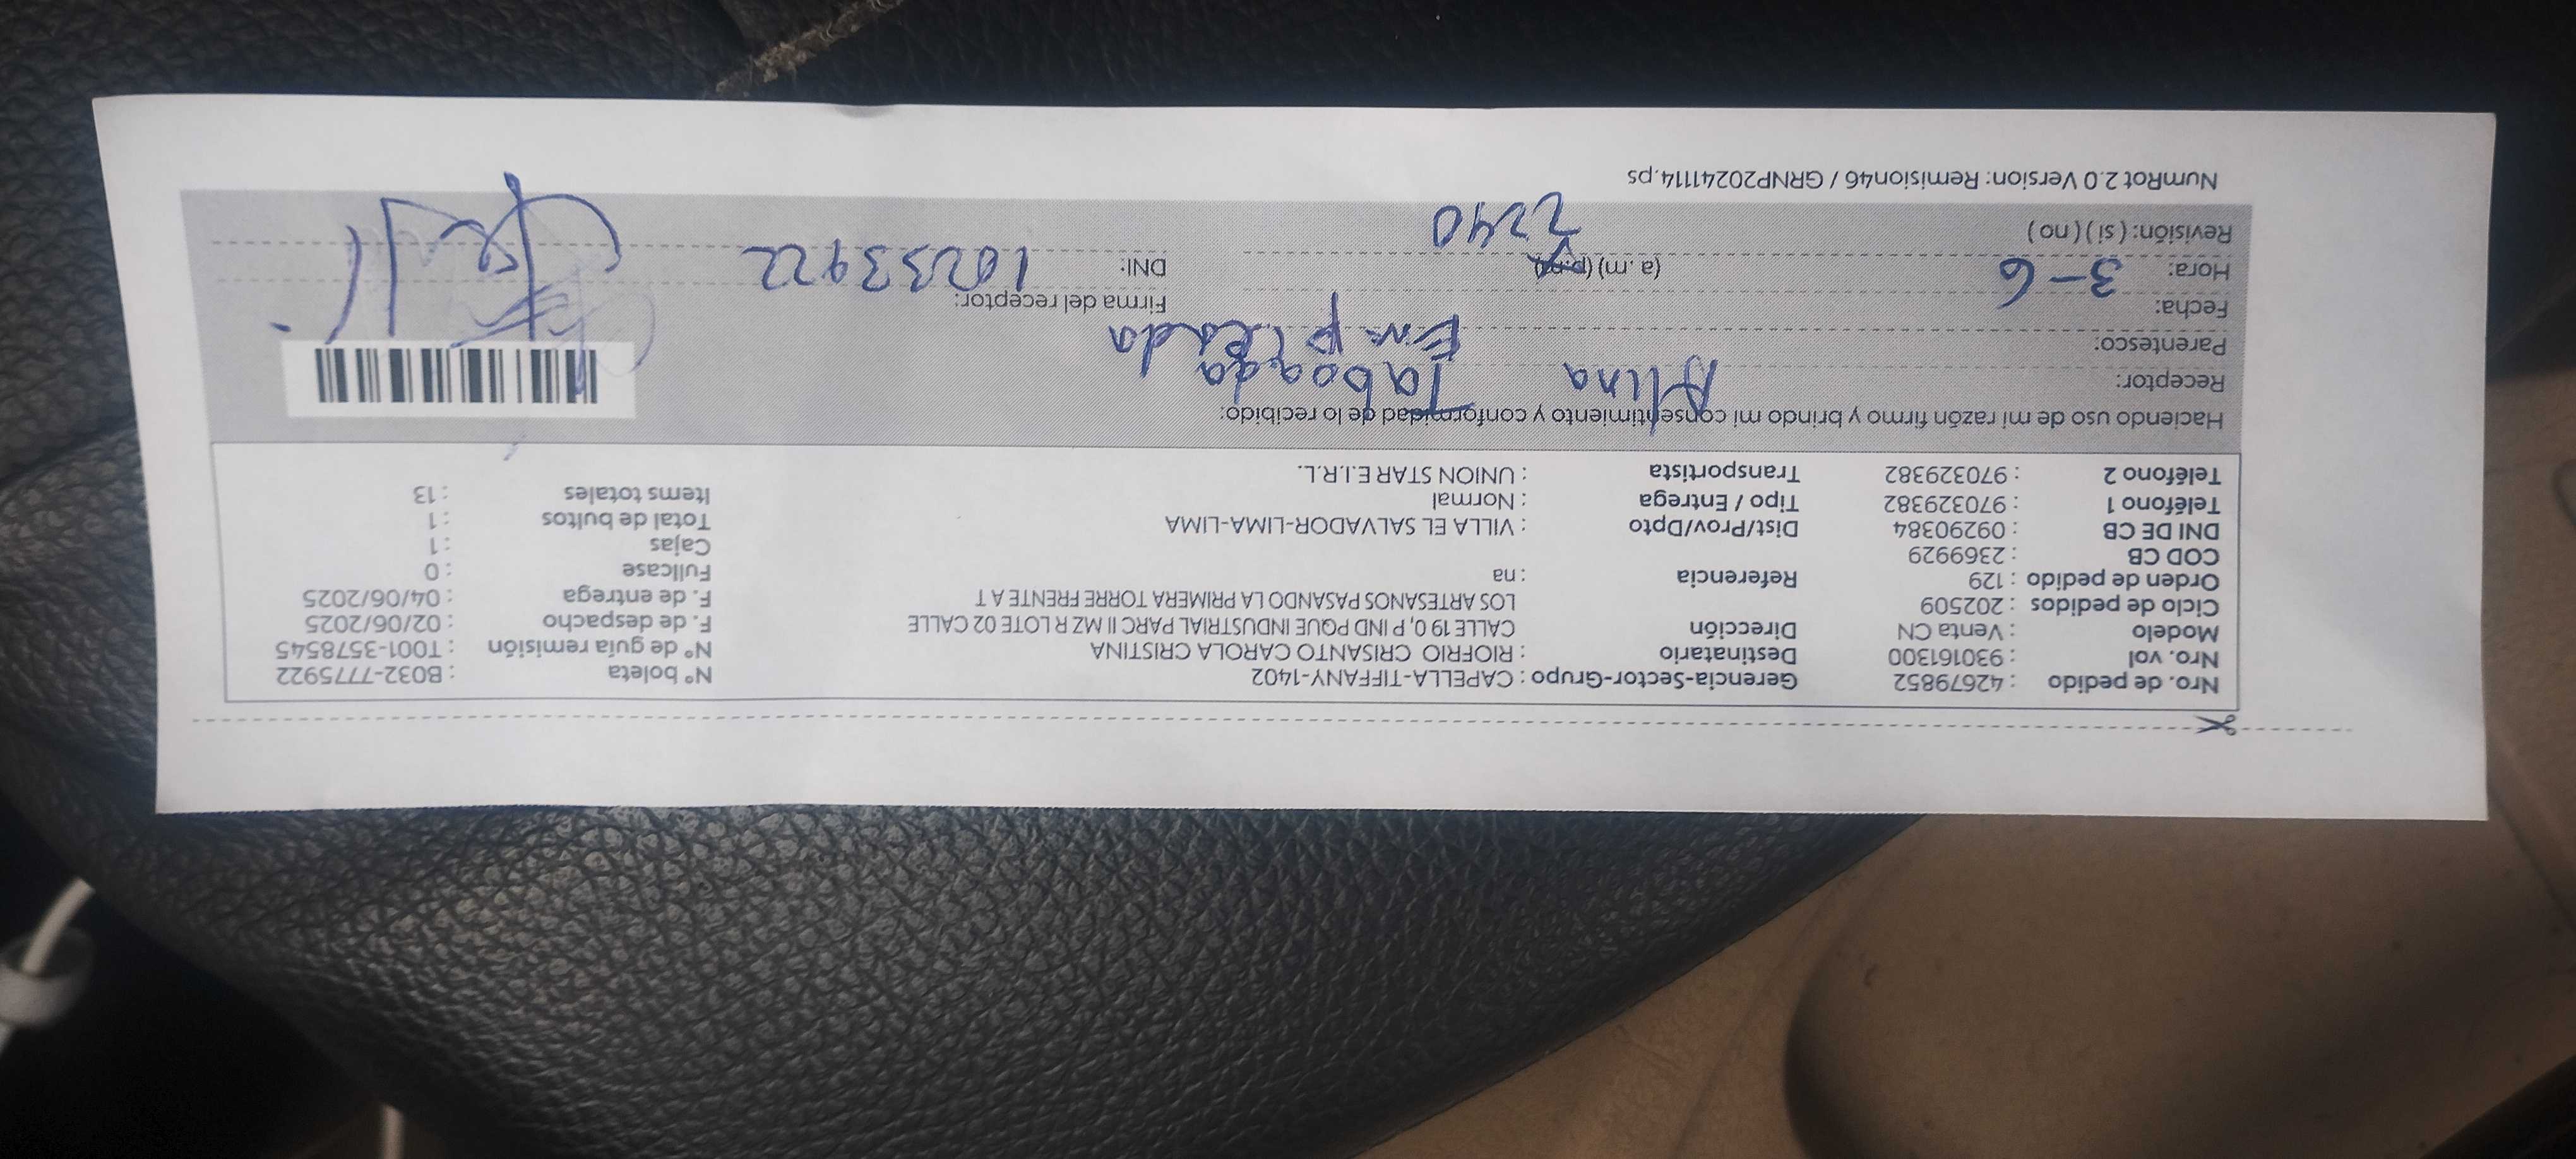 Nro. de pedido : 42679852 Gerencia-Sector-Grupo : CAPELLA-TIFFANY-1402 N° boleta : B032-7775922
Nro. vol : 930161300 Destinatario : RIOFRIO CRISANTO CAROLA CRISTINA N° de guía remisión : T001-3578545
Modelo : Venta CN Dirección CALLE 19 0, P IND PQUE INDUSTRIAL PARC II MZ R LOTE 02 CALLE F. de despacho : 02/06/2025
Ciclo de pedidos : 202509 LOS ARTESANOS PASANDO LA PRIMERA TORRE FRENTE A T F. de entrega : 04/06/2025
Orden de pedido : 129 Referencia : na Fullcase : 0
COD CB : 2369929 Cajas : 1
DNI DE CB : 09290384 Dist/Prov/Dpto : VILLA EL SALVADOR-LIMA-LIMA Total de bultos : 1
Teléfono 1 : 970329382 Tipo / Entrega : Normal Items totales : 13
Teléfono 2 : 970329382 Transportista : UNION STAR E.I.R.L.
Haciendo uso de mi razón firmo y brindo mi consentimiento y conformidad de lo recibido:
Receptor: Alina Taboada
Parentesco: Empleada
Fecha: 3-6 Firma del receptor:
Hora: (a. m) (p.m) 2240 DNI: 10233922
Revisión: ( si ) ( no )
NumRot 2.0 Version: Remision46 / GRNP20241114.ps